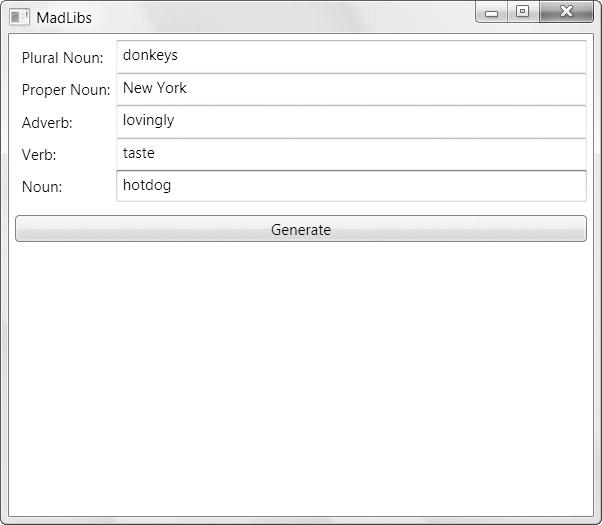 MadLibs
Plural Noun: donkeys
Proper Noun: New York
Adverb: lovingly
Verb: taste
Noun: hotdog
Generate